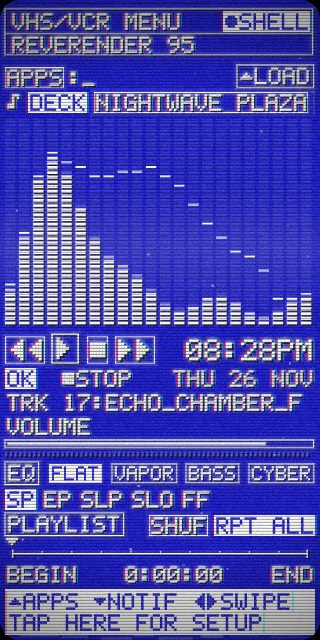 VHS/VCR MENU ●SHELL
REVERENDER 95
APPS:_ ▲LOAD
♪ DECK NIGHTWAVE PLAZA
08:28PM
OK ■STOP THU 26 NOV
TRK 17:ECHO_CHAMBER_F
VOLUME
EQ FLAT VAPOR BASS CYBER
SP EP SLP SLO FF
PLAYLIST SHUF RPT ALL
BEGIN 0:00:00 END
▲APPS ▼NOTIF ◀▶SWIPE
TAP HERE FOR SETUP